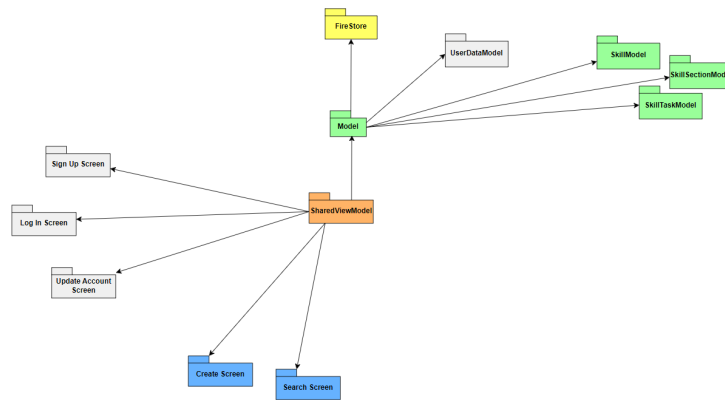 FireStore
UserDataModel
SkillModel
SkillSectionMod
SkillTaskModel
Model
Sign Up Screen
SharedViewModel
Log In Screen
Update Account
Screen
Create Screen
Search Screen